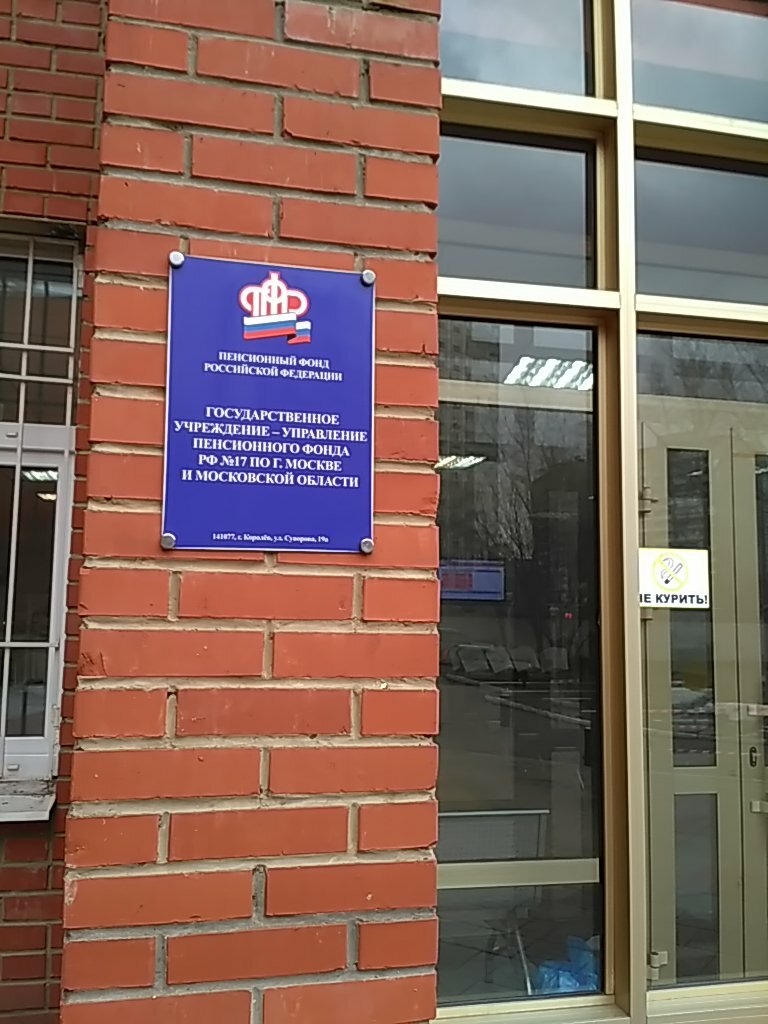 ПФР
ПЕНСИОННЫЙ ФОНД
РОССИЙСКОЙ ФЕДЕРАЦИИ
ГОСУДАРСТВЕННОЕ
УЧРЕЖДЕНИЕ – УПРАВЛЕНИЕ
ПЕНСИОННОГО ФОНДА
РФ №17 ПО Г. МОСКВЕ
И МОСКОВСКОЙ ОБЛАСТИ
141077, г. Королёв, ул. Суворова, 19а
НЕ КУРИТЬ!